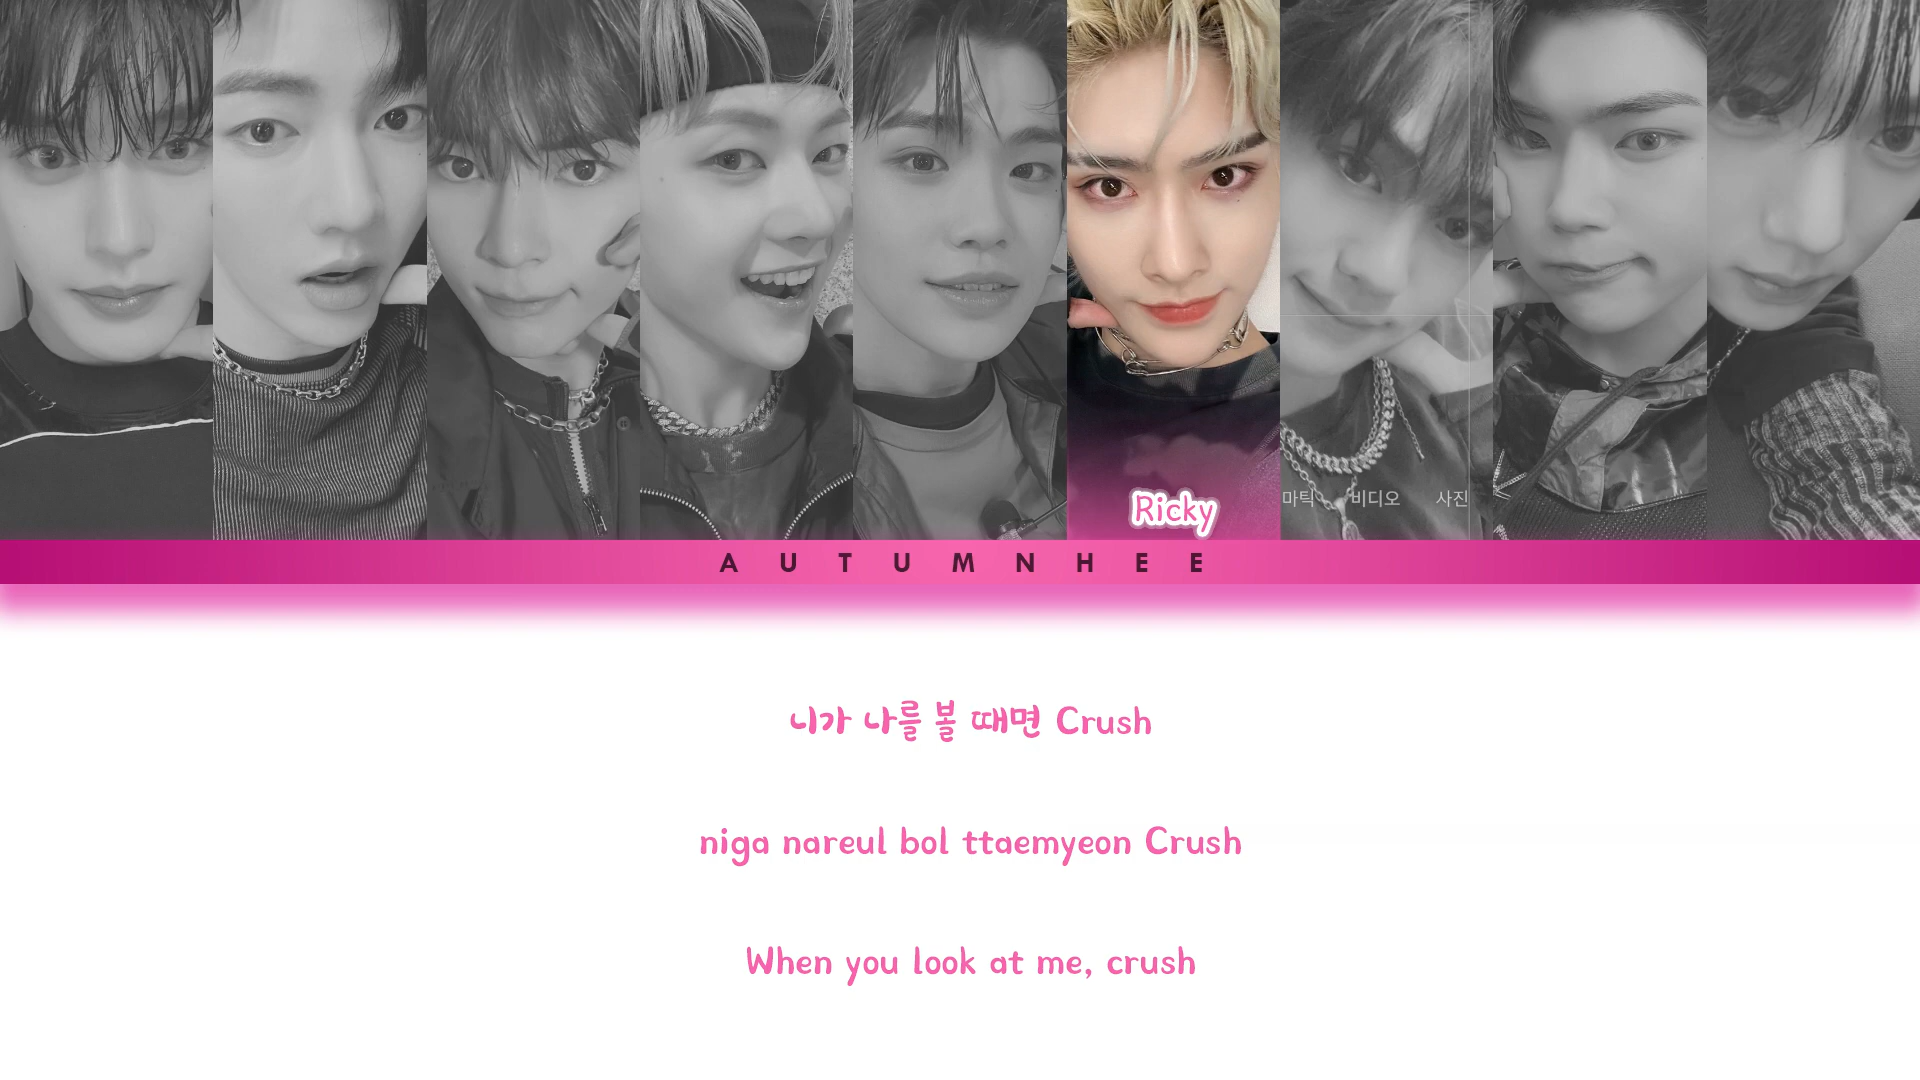 Ricky
마틱 비디오 사진
AUTUMNHEE
니가 나를 볼 때면 Crush
niga nareul bol ttaemyeon Crush
When you look at me, crush